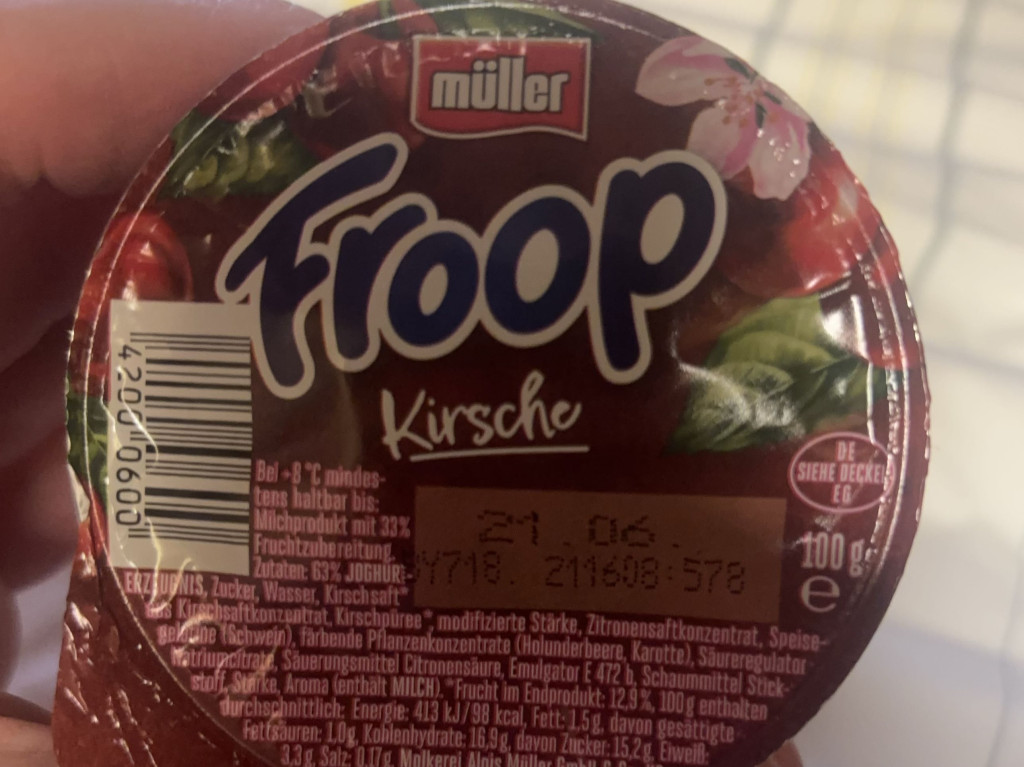 müller
Froop
Kirsche
4200 0600
Bei +8 °C mindes-
tens haltbar bis:
Milchprodukt mit 33%
Fruchtzubereitung.
Zutaten: 63% JOGHURT-
21.06.
Y718. 211608:578
DE
SIEHE DECKEL
EG
100 g
e
ERZEUGNIS, Zucker, Wasser, Kirschsaft*
aus Kirschsaftkonzentrat, Kirschpüree*, modifizierte Stärke, Zitronensaftkonzentrat, Speise-
gelatine (Schwein), färbende Pflanzenkonzentrate (Holunderbeere, Karotte), Säureregulator
Natriumcitrate, Säuerungsmittel Citronensäure, Emulgator E 472 b, Schaummittel Stick-
stoff, Stärke, Aroma (enthält MILCH). *Frucht im Endprodukt: 12,9%. 100 g enthalten
durchschnittlich: Energie: 413 kJ/98 kcal, Fett: 1,5 g, davon gesättigte
Fettsäuren: 1,0 g, Kohlenhydrate: 16,9 g, davon Zucker: 15,2 g, Eiweiß:
3,3 g, Salz: 0,17 g. Molkerei Alois Müller GmbH &